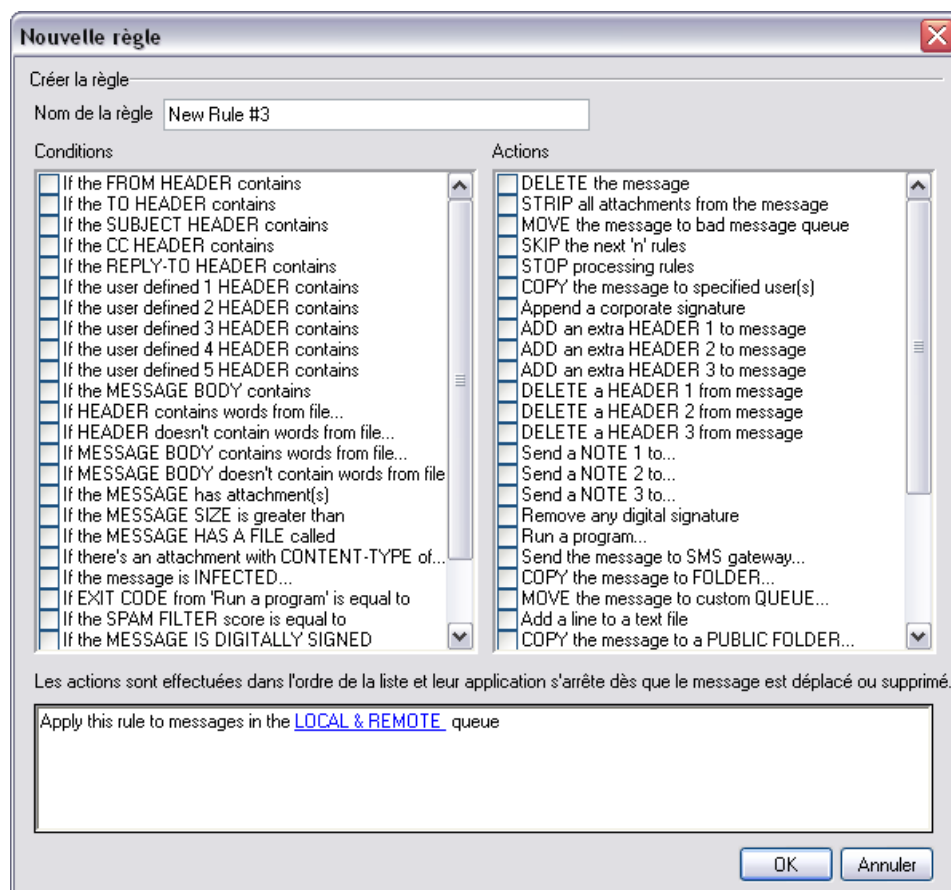 Nouvelle règle
Créer la règle
Nom de la règle New Rule #3
Conditions
If the FROM HEADER contains
If the TO HEADER contains
If the SUBJECT HEADER contains
If the CC HEADER contains
If the REPLY-TO HEADER contains
If the user defined 1 HEADER contains
If the user defined 2 HEADER contains
If the user defined 3 HEADER contains
If the user defined 4 HEADER contains
If the user defined 5 HEADER contains
If the MESSAGE BODY contains
If HEADER contains words from file...
If HEADER doesn't contain words from file...
If MESSAGE BODY contains words from file...
If MESSAGE BODY doesn't contain words from file
If the MESSAGE has attachment(s)
If the MESSAGE SIZE is greater than
If the MESSAGE HAS A FILE called
If there's an attachment with CONTENT-TYPE of...
If the message is INFECTED...
If EXIT CODE from 'Run a program' is equal to
If the SPAM FILTER score is equal to
If the MESSAGE IS DIGITALLY SIGNED
Actions
DELETE the message
STRIP all attachments from the message
MOVE the message to bad message queue
SKIP the next 'n' rules
STOP processing rules
COPY the message to specified user(s)
Append a corporate signature
ADD an extra HEADER 1 to message
ADD an extra HEADER 2 to message
ADD an extra HEADER 3 to message
DELETE a HEADER 1 from message
DELETE a HEADER 2 from message
DELETE a HEADER 3 from message
Send a NOTE 1 to...
Send a NOTE 2 to...
Send a NOTE 3 to...
Remove any digital signature
Run a program...
Send the message to SMS gateway...
COPY the message to FOLDER...
MOVE the message to custom QUEUE...
Add a line to a text file
COPY the message to a PUBLIC FOLDER...
Les actions sont effectuées dans l'ordre de la liste et leur application s'arrête dès que le message est déplacé ou supprimé.
Apply this rule to messages in the LOCAL & REMOTE queue
OK Annuler